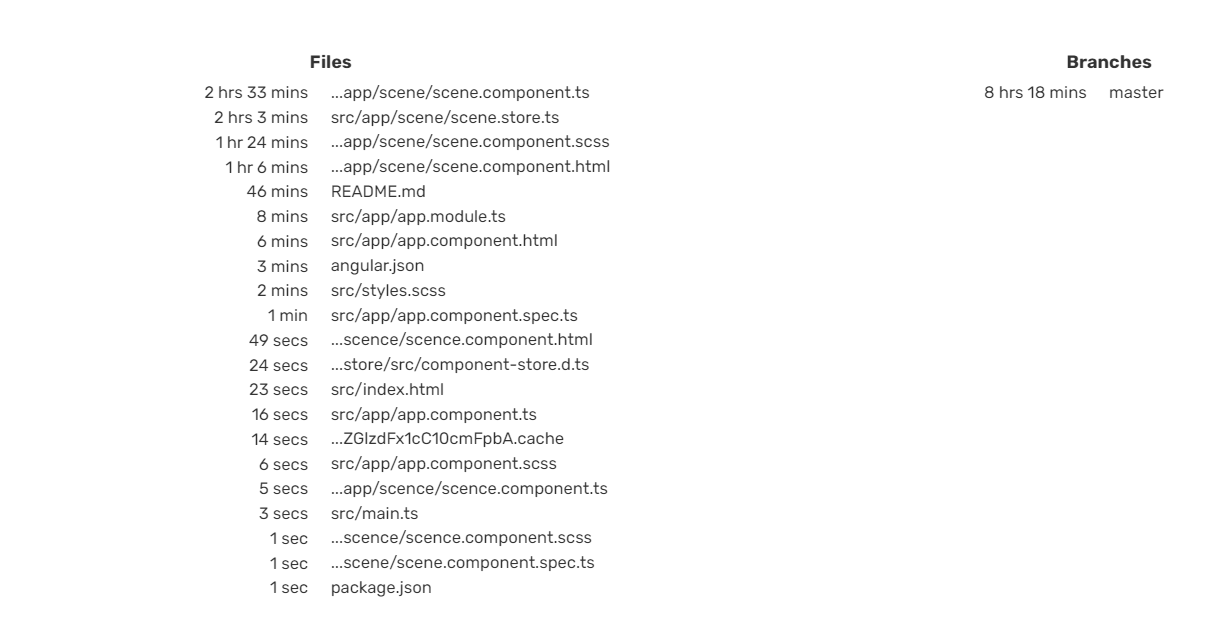 Files Branches
2 hrs 33 mins ...app/scene/scene.component.ts 8 hrs 18 mins master
2 hrs 3 mins src/app/scene/scene.store.ts
1 hr 24 mins ...app/scene/scene.component.scss
1 hr 6 mins ...app/scene/scene.component.html
46 mins README.md
8 mins src/app/app.module.ts
6 mins src/app/app.component.html
3 mins angular.json
2 mins src/styles.scss
1 min src/app/app.component.spec.ts
49 secs ...scence/scence.component.html
24 secs ...store/src/component-store.d.ts
23 secs src/index.html
16 secs src/app/app.component.ts
14 secs ...ZGlzdFx1cC10cmFpbA.cache
6 secs src/app/app.component.scss
5 secs ...app/scence/scence.component.ts
3 secs src/main.ts
1 sec ...scence/scence.component.scss
1 sec ...scene/scene.component.spec.ts
1 sec package.json